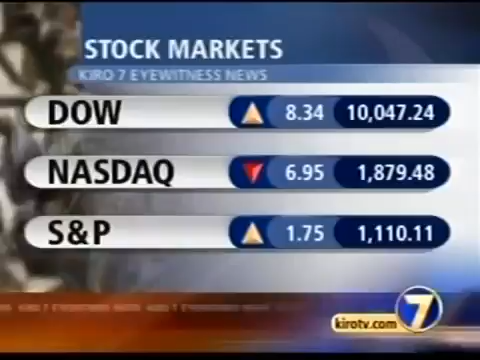 STOCK MARKETS
KIRO 7 EYEWITNESS NEWS
DOW 8.34 10,047.24
NASDAQ 6.95 1,879.48
S&P 1.75 1,110.11
7
kirotv.com